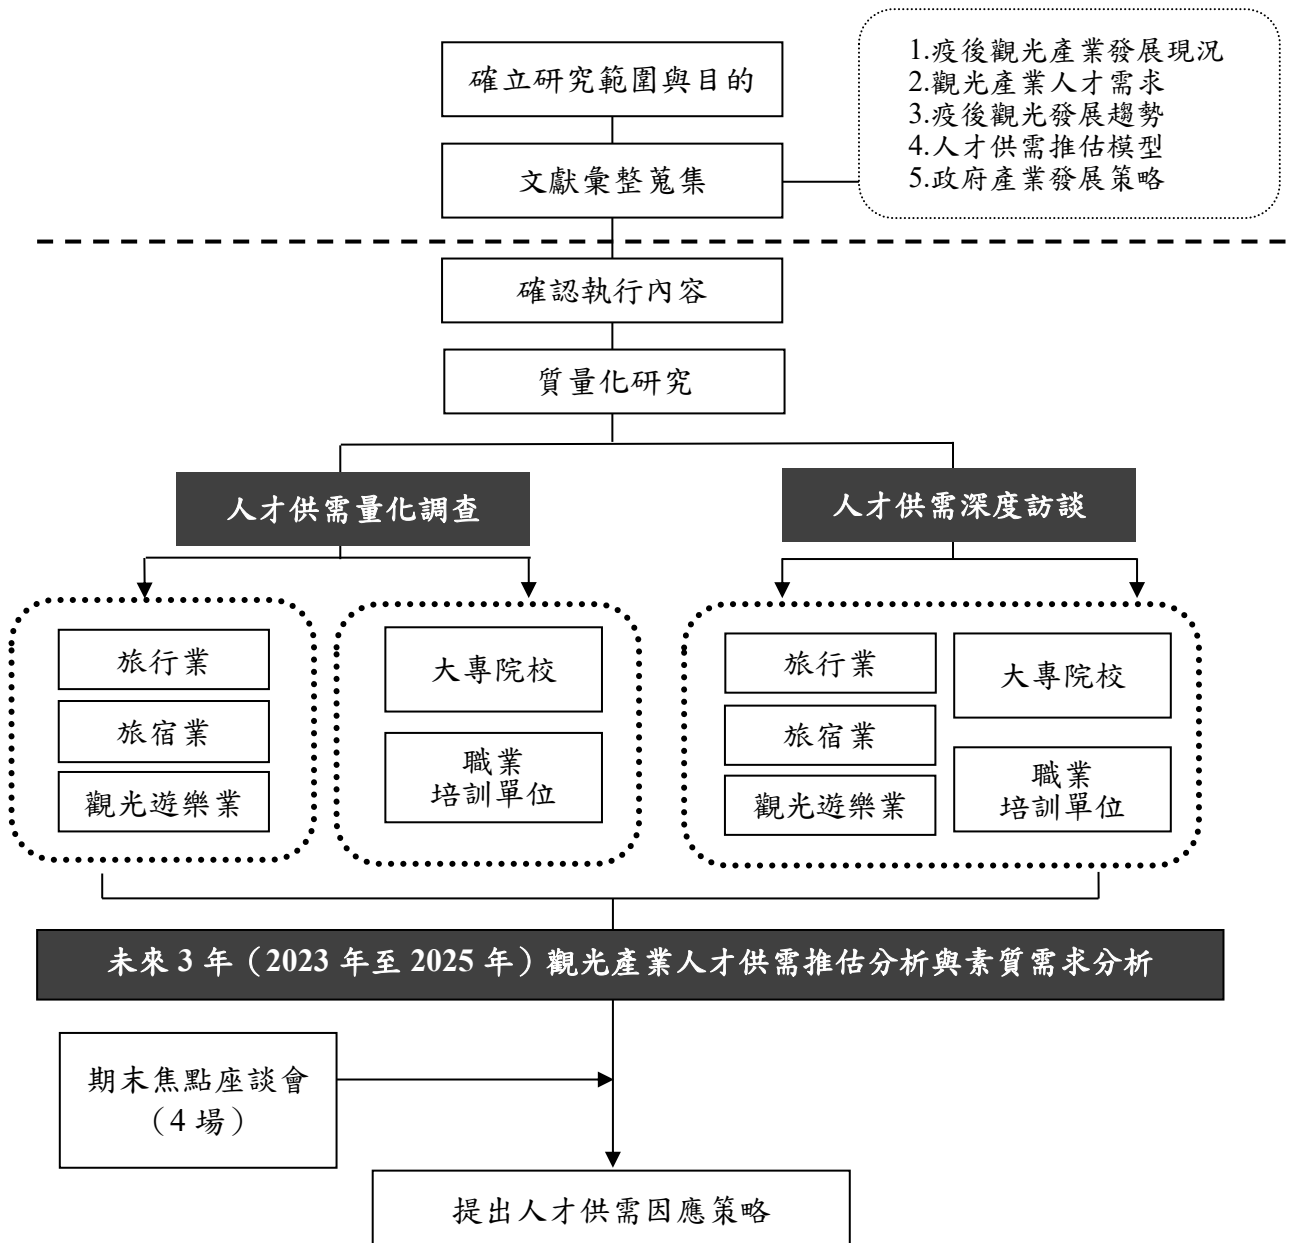 確立研究範圍與目的
1.疫後觀光產業發展現況
2.觀光產業人才需求
3.疫後觀光發展趨勢
4.人才供需推估模型
5.政府產業發展策略
文獻彙整蒐集
確認執行內容
質量化研究
人才供需量化調查
人才供需深度訪談
旅行業
旅宿業
觀光遊樂業
大專院校
職業
培訓單位
旅行業
旅宿業
觀光遊樂業
大專院校
職業
培訓單位
未來 3 年（2023 年至 2025 年）觀光產業人才供需推估分析與素質需求分析
期末焦點座談會
（4 場）
提出人才供需因應策略